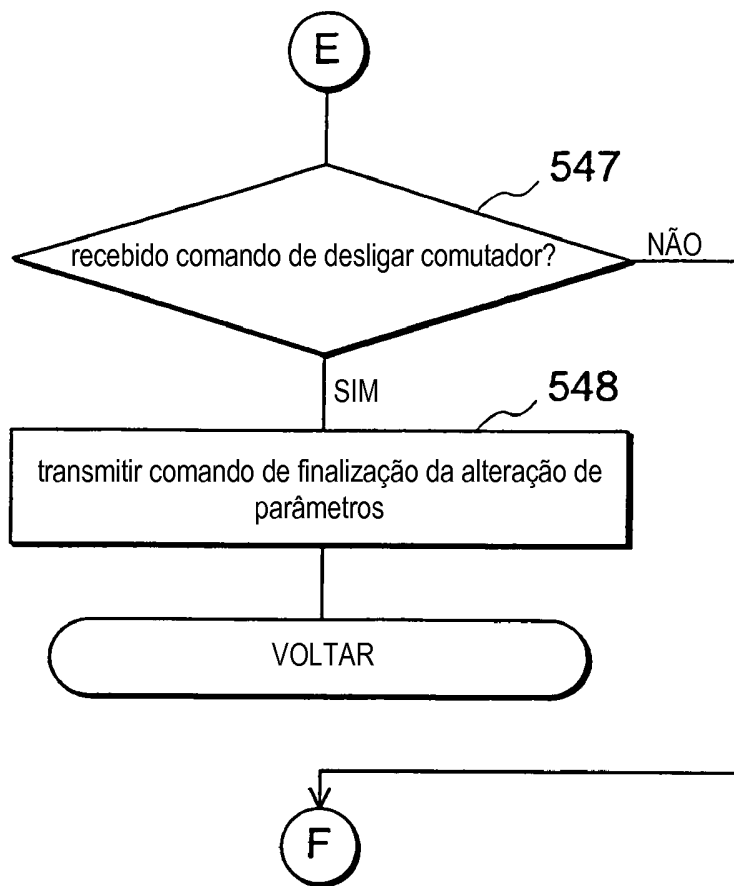 E
547
recebido comando de desligar comutador?
NÃO
SIM
548
transmitir comando de finalização da alteração de
parâmetros
VOLTAR
F